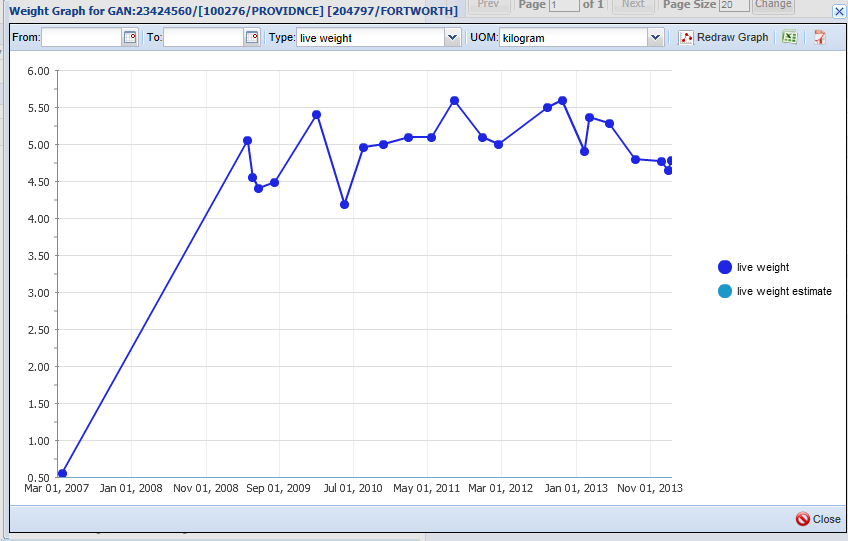 Weight Graph for GAN:23424560/[100276/PROVIDNCE] [204797/FORTWORTH]
Prev Page 1 of 1 Next Page Size 20 Change
From: To: Type: live weight UOM: kilogram Redraw Graph
6.00
5.50
5.00
4.50
4.00
3.50
3.00
2.50
2.00
1.50
1.00
0.50
Mar 01, 2007 Jan 01, 2008 Nov 01, 2008 Sep 01, 2009 Jul 01, 2010 May 01, 2011 Mar 01, 2012 Jan 01, 2013 Nov 01, 2013
live weight
live weight estimate
Close